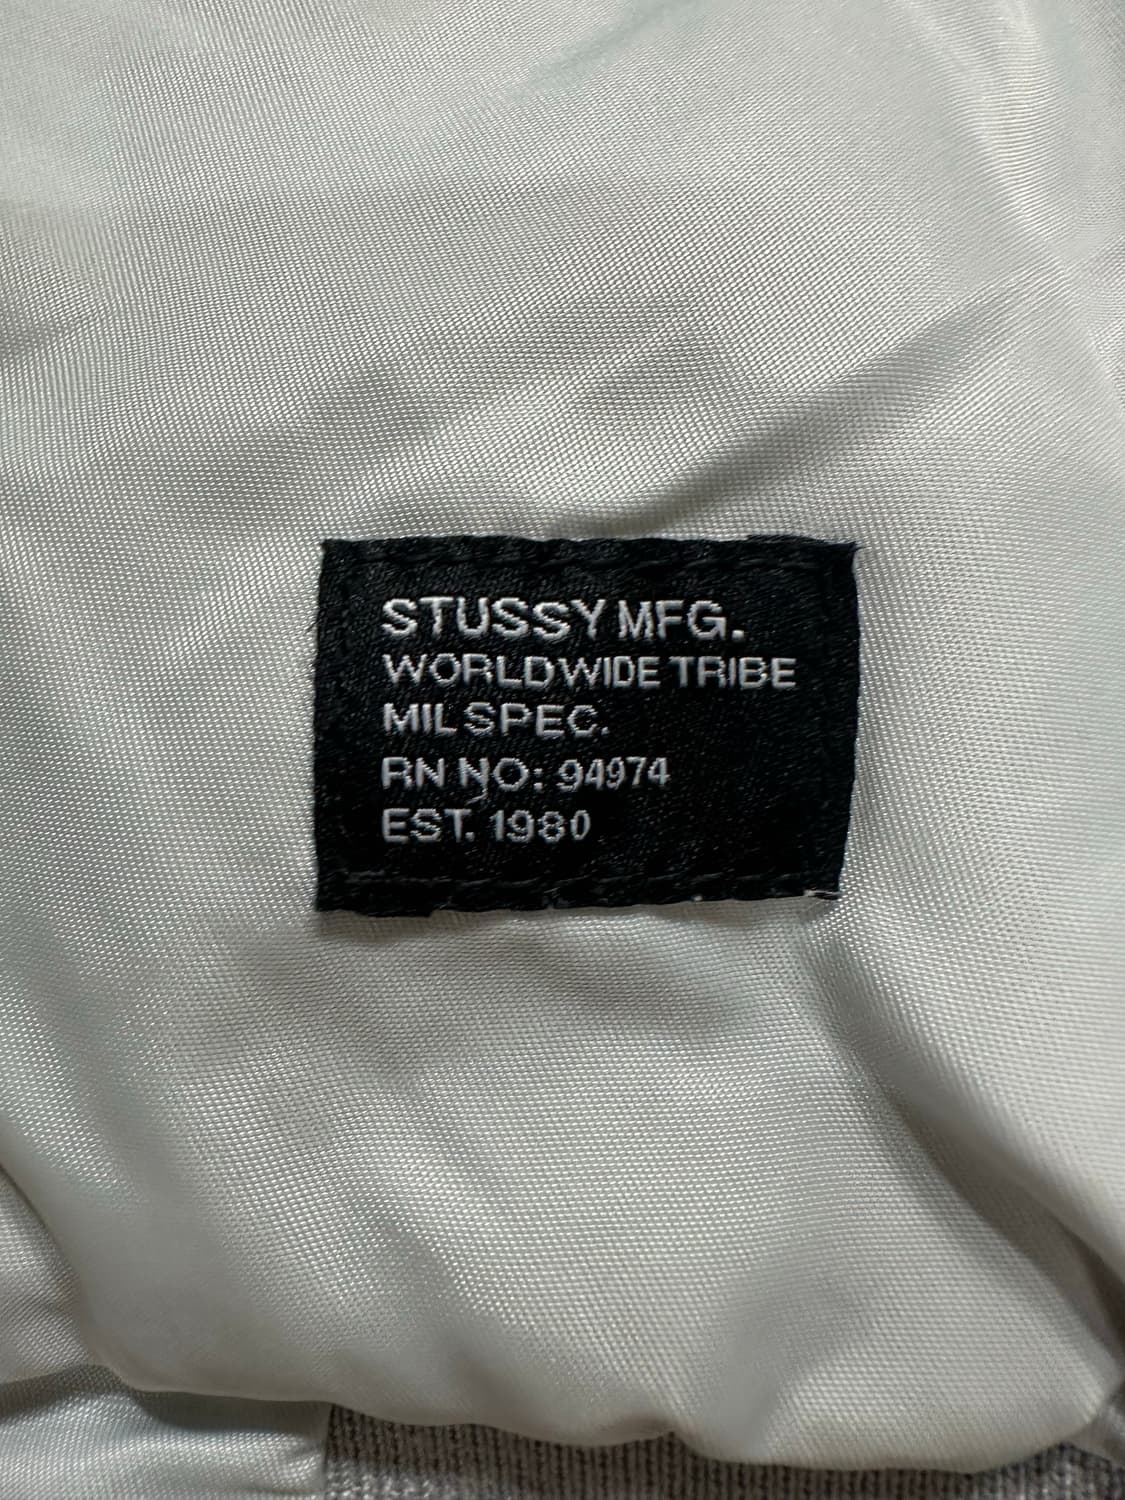 STUSSY MFG.
WORLDWIDE TRIBE
MIL SPEC.
RN NO: 94974
EST. 1980